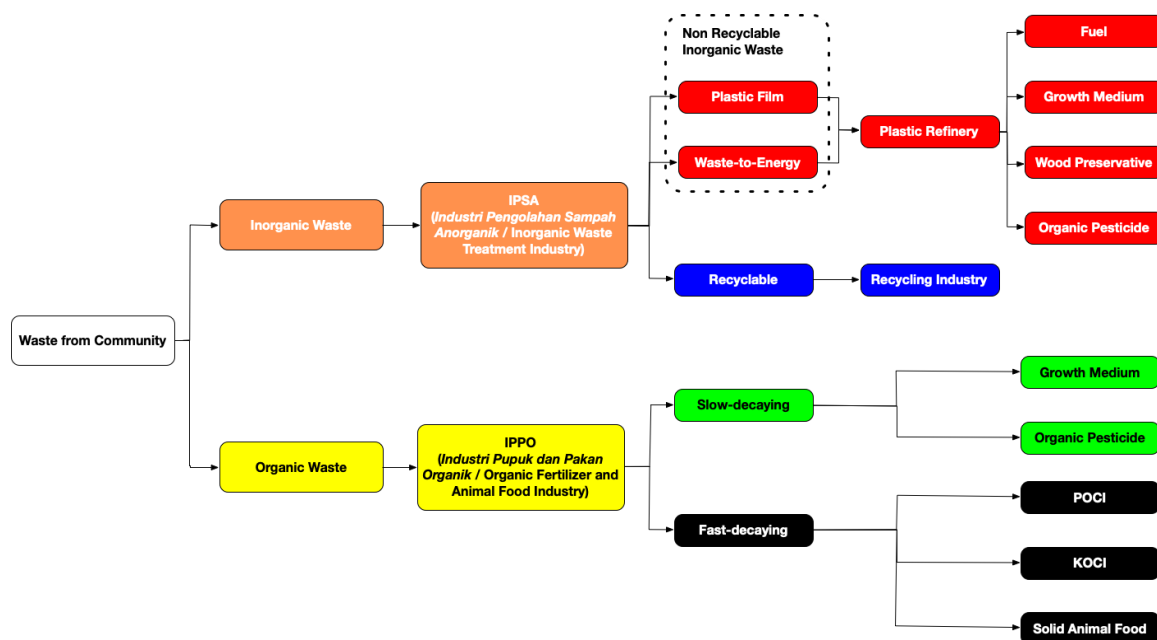 Non Recyclable
Inorganic Waste
Plastic Film
Waste-to-Energy
Plastic Refinery
Fuel
Growth Medium
Wood Preservative
Organic Pesticide
Inorganic Waste
IPSA
(Industri Pengolahan Sampah
Anorganik / Inorganic Waste
Treatment Industry)
Recyclable
Recycling Industry
Waste from Community
Organic Waste
IPPO
(Industri Pupuk dan Pakan
Organik / Organic Fertilizer and
Animal Food Industry)
Slow-decaying
Growth Medium
Organic Pesticide
Fast-decaying
POCI
KOCI
Solid Animal Food